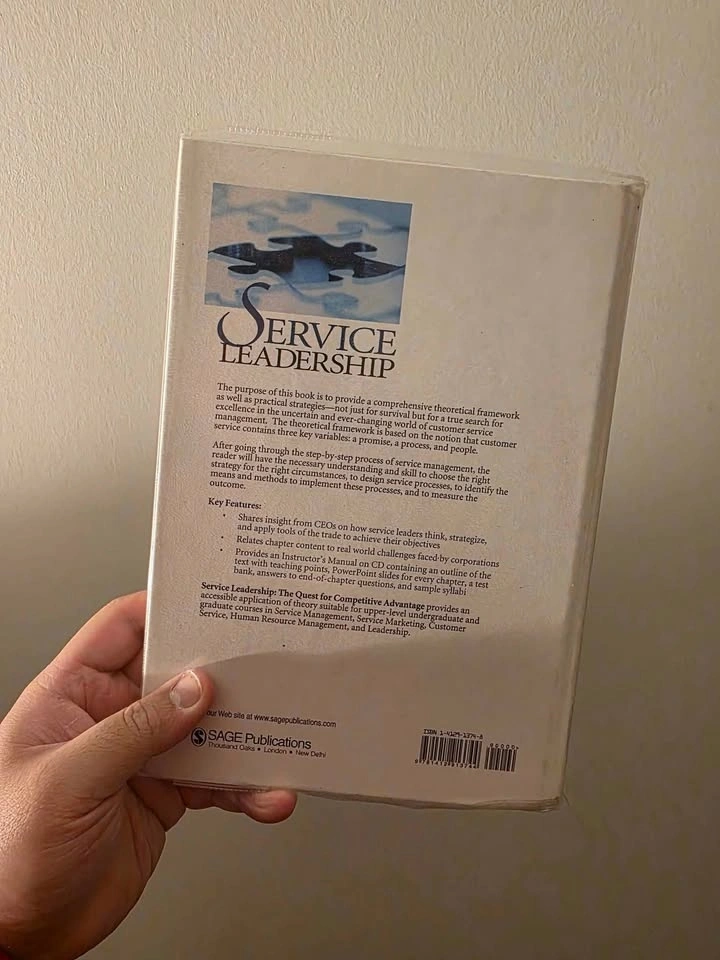 SERVICE
LEADERSHIP
The purpose of this book is to provide a comprehensive theoretical framework
as well as practical strategies—not just for survival but for a true search for
excellence in the uncertain and ever-changing world of customer service
management. The theoretical framework is based on the notion that customer
service contains three key variables: a promise, a process, and people.
After going through the step-by-step process of service management, the
reader will have the necessary understanding and skill to choose the right
strategy for the right circumstances, to design service processes, to identify the
means and methods to implement these processes, and to measure the
outcome.
Key Features:
• Shares insight from CEOs on how service leaders think, strategize,
and apply tools of the trade to achieve their objectives
• Relates chapter content to real world challenges faced by corporations
• Provides an Instructor's Manual on CD containing an outline of the
text with teaching points, PowerPoint slides for every chapter, a test
bank, answers to end-of-chapter questions, and sample syllabi
Service Leadership: The Quest for Competitive Advantage provides an
accessible application of theory suitable for upper-level undergraduate and
graduate courses in Service Management, Service Marketing, Customer
Service, Human Resource Management, and Leadership.
our Web site at www.sagepublications.com
S SAGE Publications
Thousand Oaks • London • New Delhi
ISBN 1-4129-1374-8
90000>